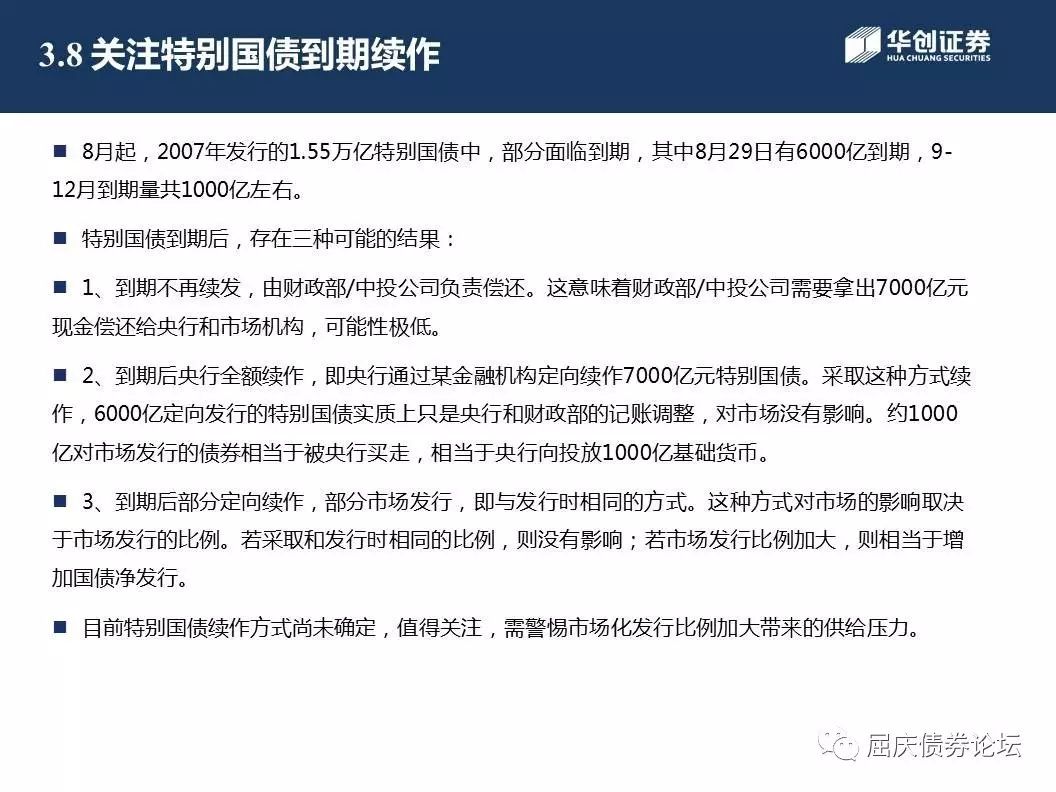 3.8 关注特别国债到期续作
华创证券
HUA CHUANG SECURITIES
■ 8月起，2007年发行的1.55万亿特别国债中，部分面临到期，其中8月29日有6000亿到期，9-
12月到期量共1000亿左右。
■ 特别国债到期后，存在三种可能的结果：
■ 1、到期不再续发，由财政部/中投公司负责偿还。这意味着财政部/中投公司需要拿出7000亿元
现金偿还给央行和市场机构，可能性极低。
■ 2、到期后央行全额续作，即央行通过某金融机构定向续作7000亿元特别国债。采取这种方式续
作，6000亿定向发行的特别国债实质上只是央行和财政部的记账调整，对市场没有影响。约1000
亿对市场发行的债券相当于被央行买走，相当于央行向投放1000亿基础货币。
■ 3、到期后部分定向续作，部分市场发行，即与发行时相同的方式。这种方式对市场的影响取决
于市场发行的比例。若采取和发行时相同的比例，则没有影响；若市场发行比例加大，则相当于增
加国债净发行。
■ 目前特别国债续作方式尚未确定，值得关注，需警惕市场化发行比例加大带来的供给压力。
屈庆债券论坛